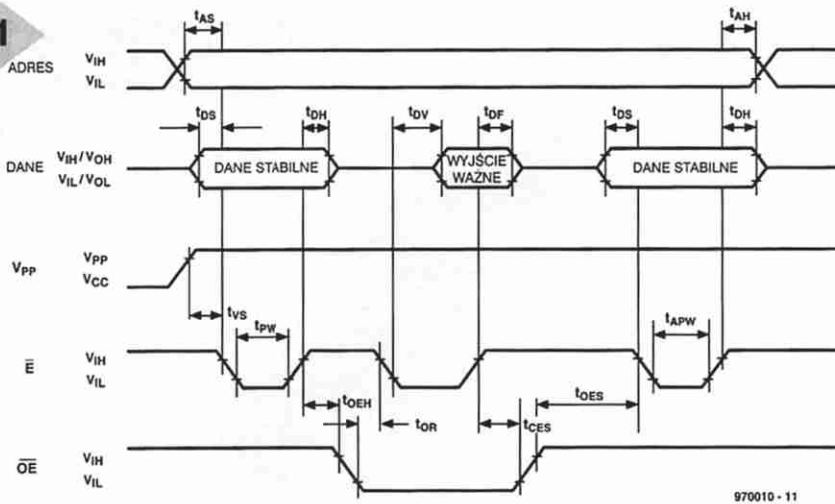 1
tAS
tAH
ADRES
VIH
VIL
tDS
tDH
tDV
tDF
tDS
tDH
DANE
VIH/VOH
VIL/VOL
DANE STABILNE
WYJŚCIE
WAŻNE
DANE STABILNE
VPP
VPP
VCC
tVS
tPW
tAPW
E
VIH
VIL
tOEH
tOR
tCES
tOES
OE
VIH
VIL
970010 - 11